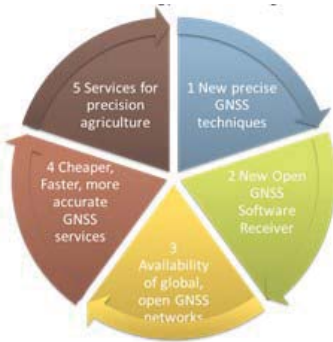 1 New precise
GNSS
techniques
2 New Open
GNSS
Software
Receiver
3
Availability
of global,
open GNSS
networks
4 Cheaper,
Faster, more
accurate
GNSS
services
5 Services for
precision
agriculture